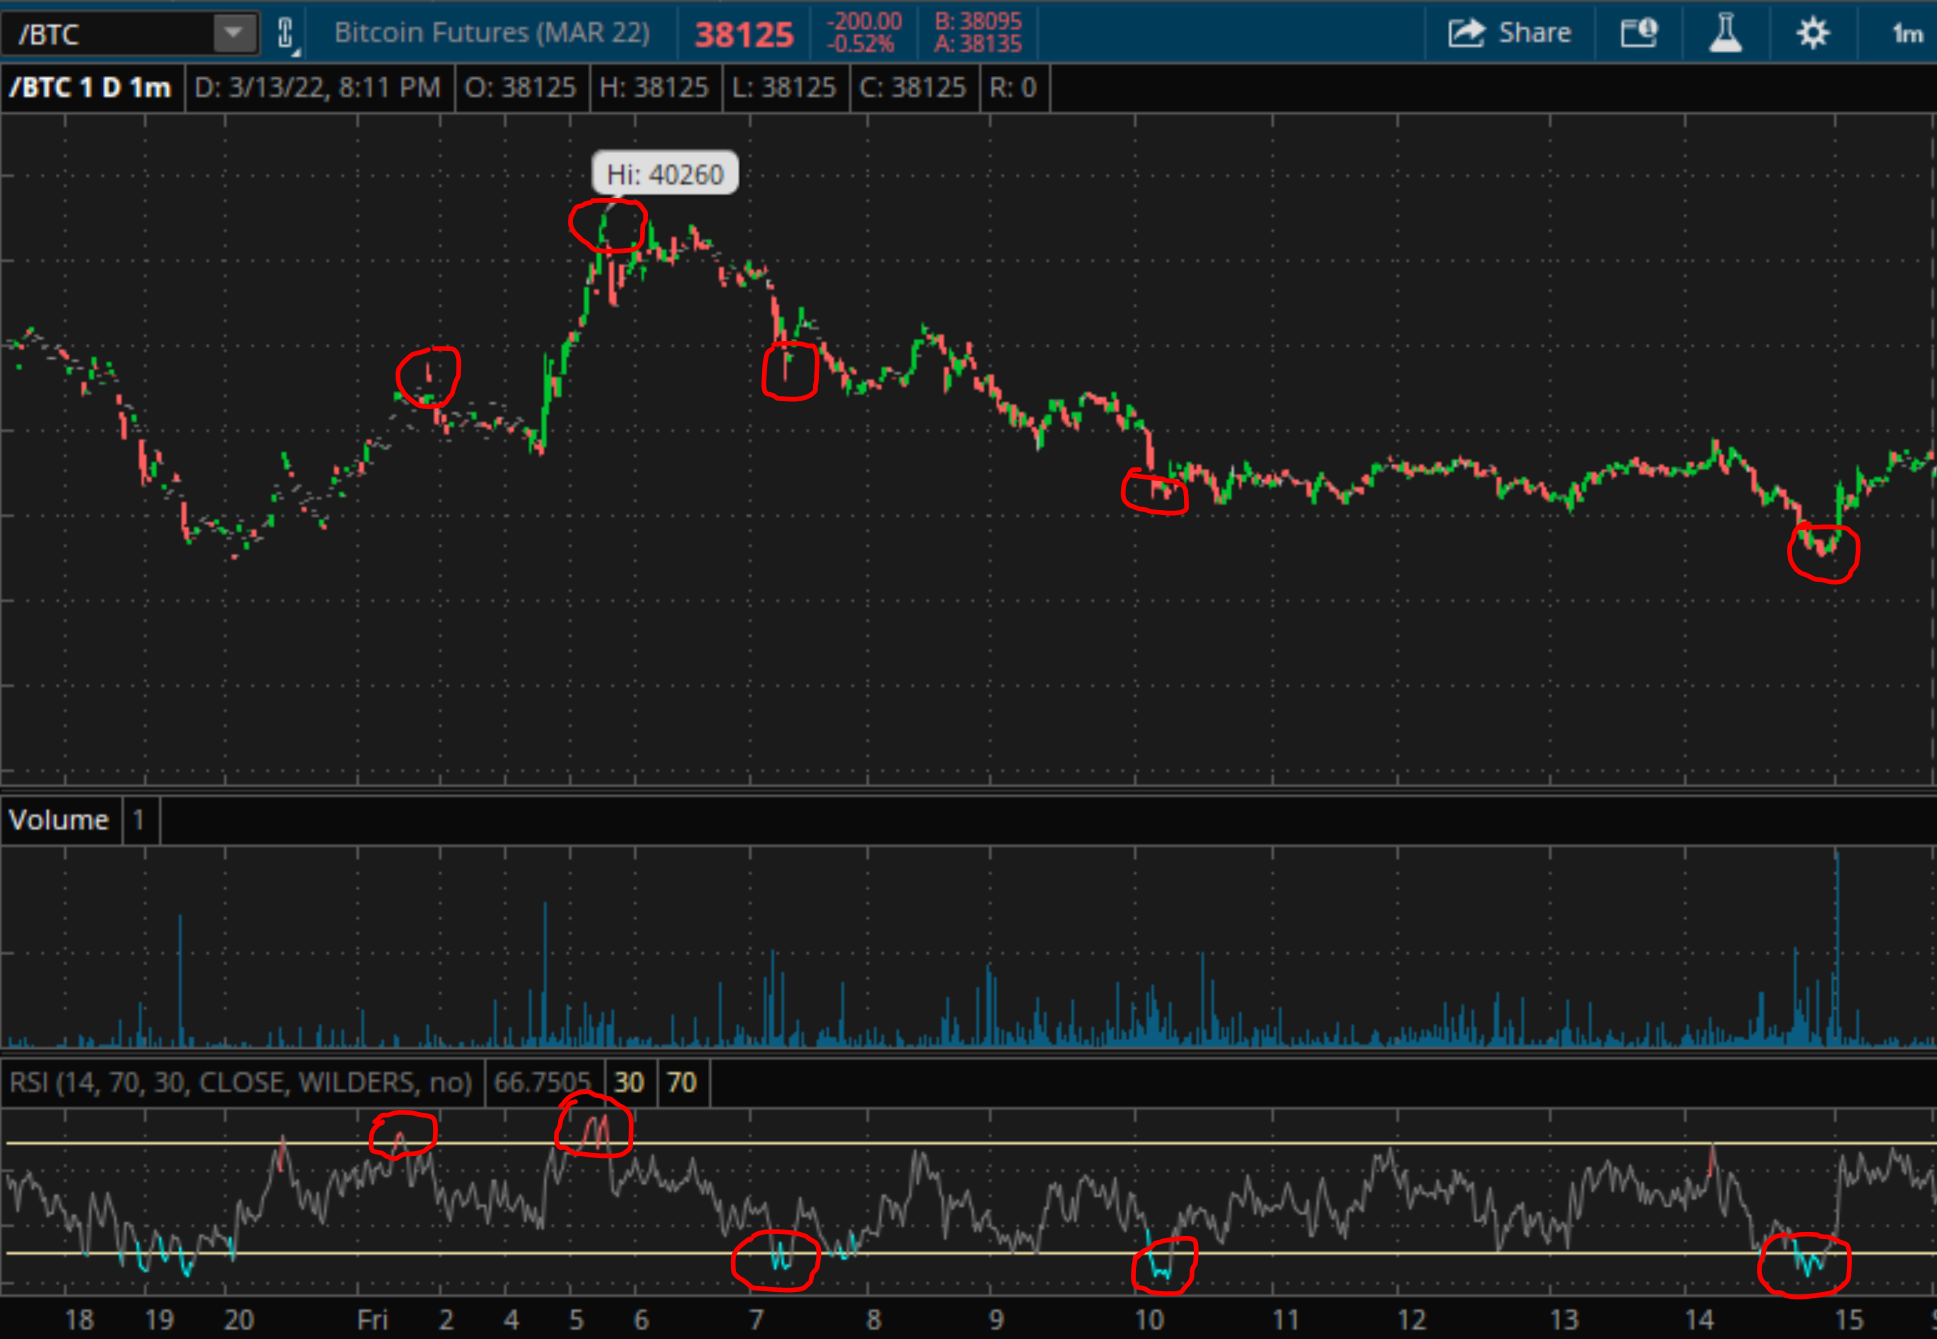 /BTC Bitcoin Futures (MAR 22) 38125 -200.00 B: 38095 Share 1m
-0.52% A: 38135
/BTC 1 D 1m D: 3/13/22, 8:11 PM O: 38125 H: 38125 L: 38125 C: 38125 R: 0
Hi: 40260
Volume 1
RSI (14, 70, 30, CLOSE, WILDERS, no) 66.7505 30 70
18 19 20 Fri 2 4 5 6 7 8 9 10 11 12 13 14 15